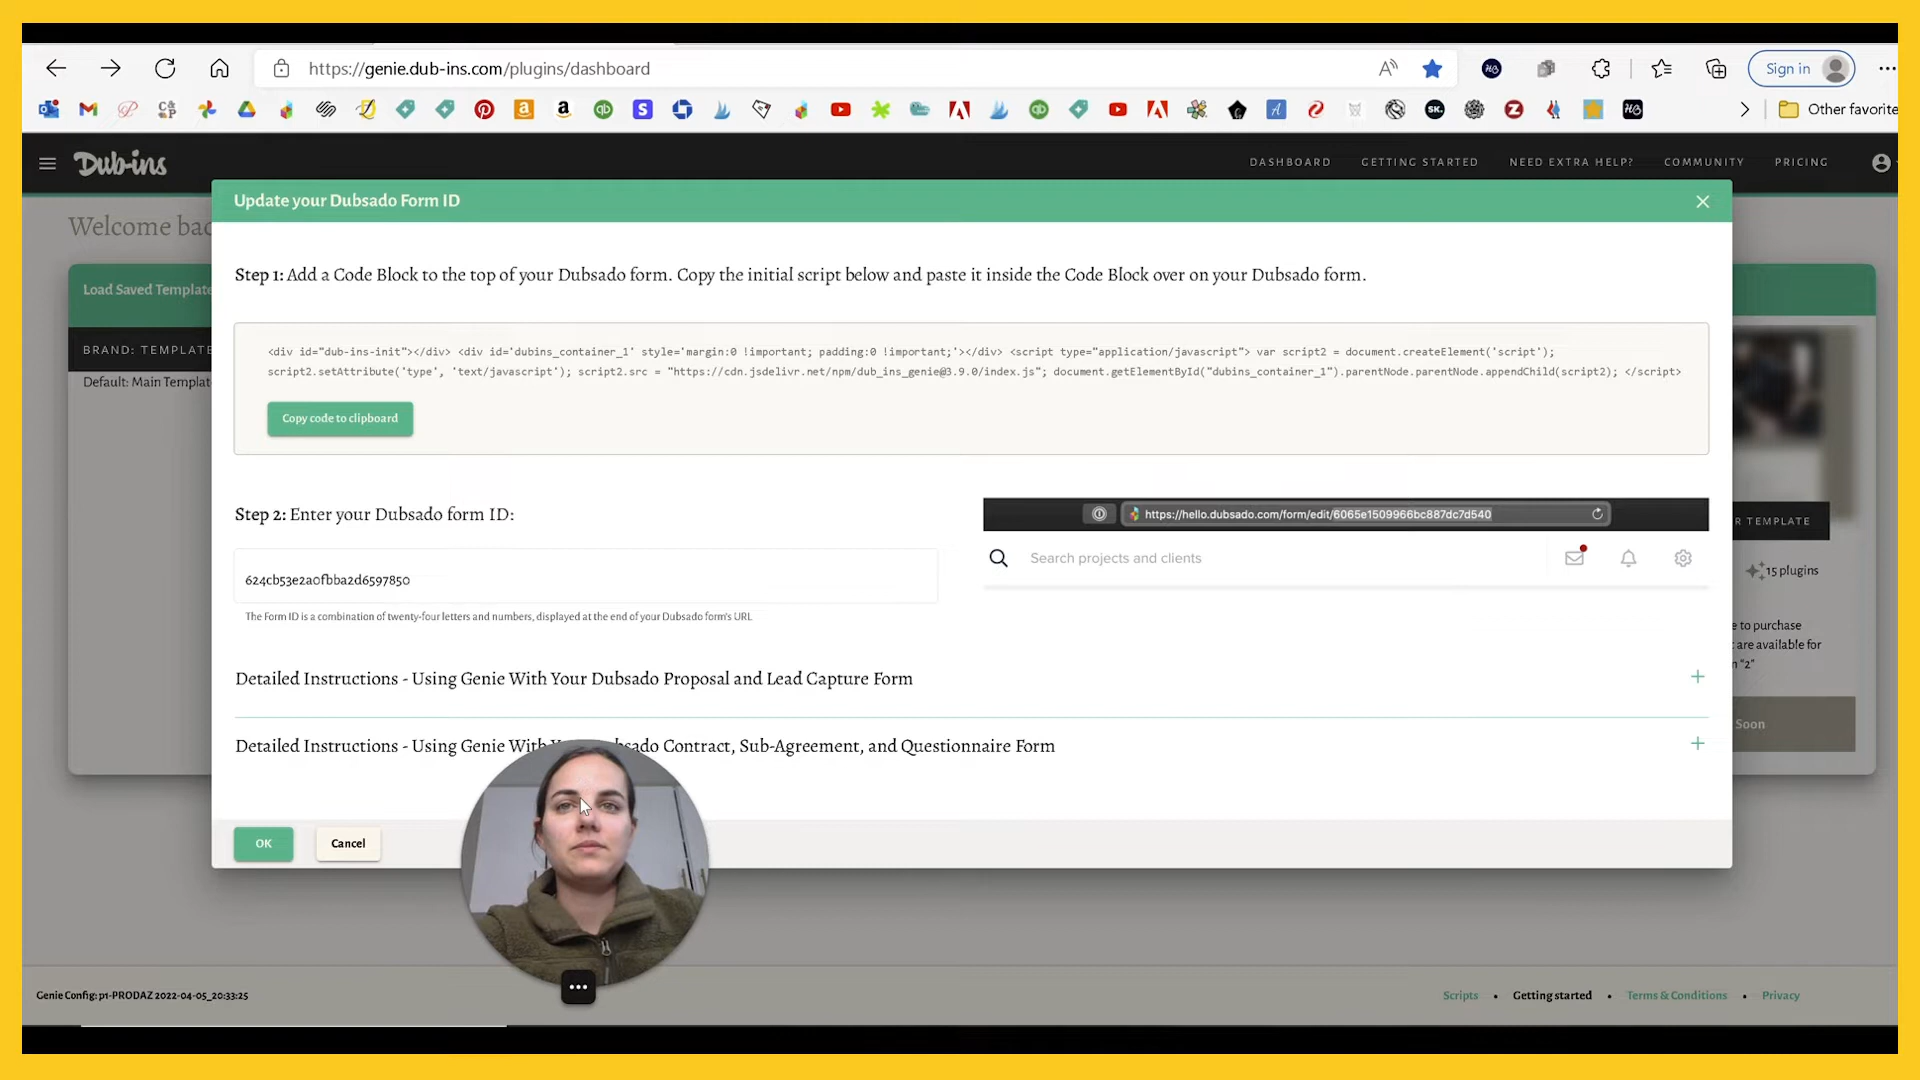 https://genie.dub-ins.com/plugins/dashboard
Sign in
Other favorite
Dub-ins
DASHBOARD GETTING STARTED NEED EXTRA HELP? COMMUNITY PRICING
Update your Dubsado Form ID
Welcome bac
Step 1: Add a Code Block to the top of your Dubsado form. Copy the initial script below and paste it inside the Code Block over on your Dubsado form.
Load Saved Template
BRAND: TEMPLAT
Default: Main Templat
<div id="dub-ins-init"></div> <div id='dubins_container_1' style='margin:0 !important; padding:0 !important;'></div> <script type="application/javascript"> var script2 = document.createElement('script');
script2.setAttribute('type', 'text/javascript'); script2.src = "https://cdn.jsdelivr.net/npm/dub_ins_genie@3.9.0/index.js"; document.getElementById("dubins_container_1").parentNode.parentNode.appendChild(script2); </script>
Copy code to clipboard
Step 2: Enter your Dubsado form ID:
https://hello.dubsado.com/form/edit/6065e1509966bc887dc7d540
R TEMPLATE
Search projects and clients
15 plugins
624cb53e2a0fbba2d6597850
The Form ID is a combination of twenty-four letters and numbers, displayed at the end of your Dubsado form's URL
e to purchase
are available for
"2"
Detailed Instructions - Using Genie With Your Dubsado Proposal and Lead Capture Form
Soon
Detailed Instructions - Using Genie With Y bsado Contract, Sub-Agreement, and Questionnaire Form
OK
Cancel
Genie Config: p1-PRODAZ 2022-04-05_20:33:25
Scripts • Getting started • Terms & Conditions • Privacy